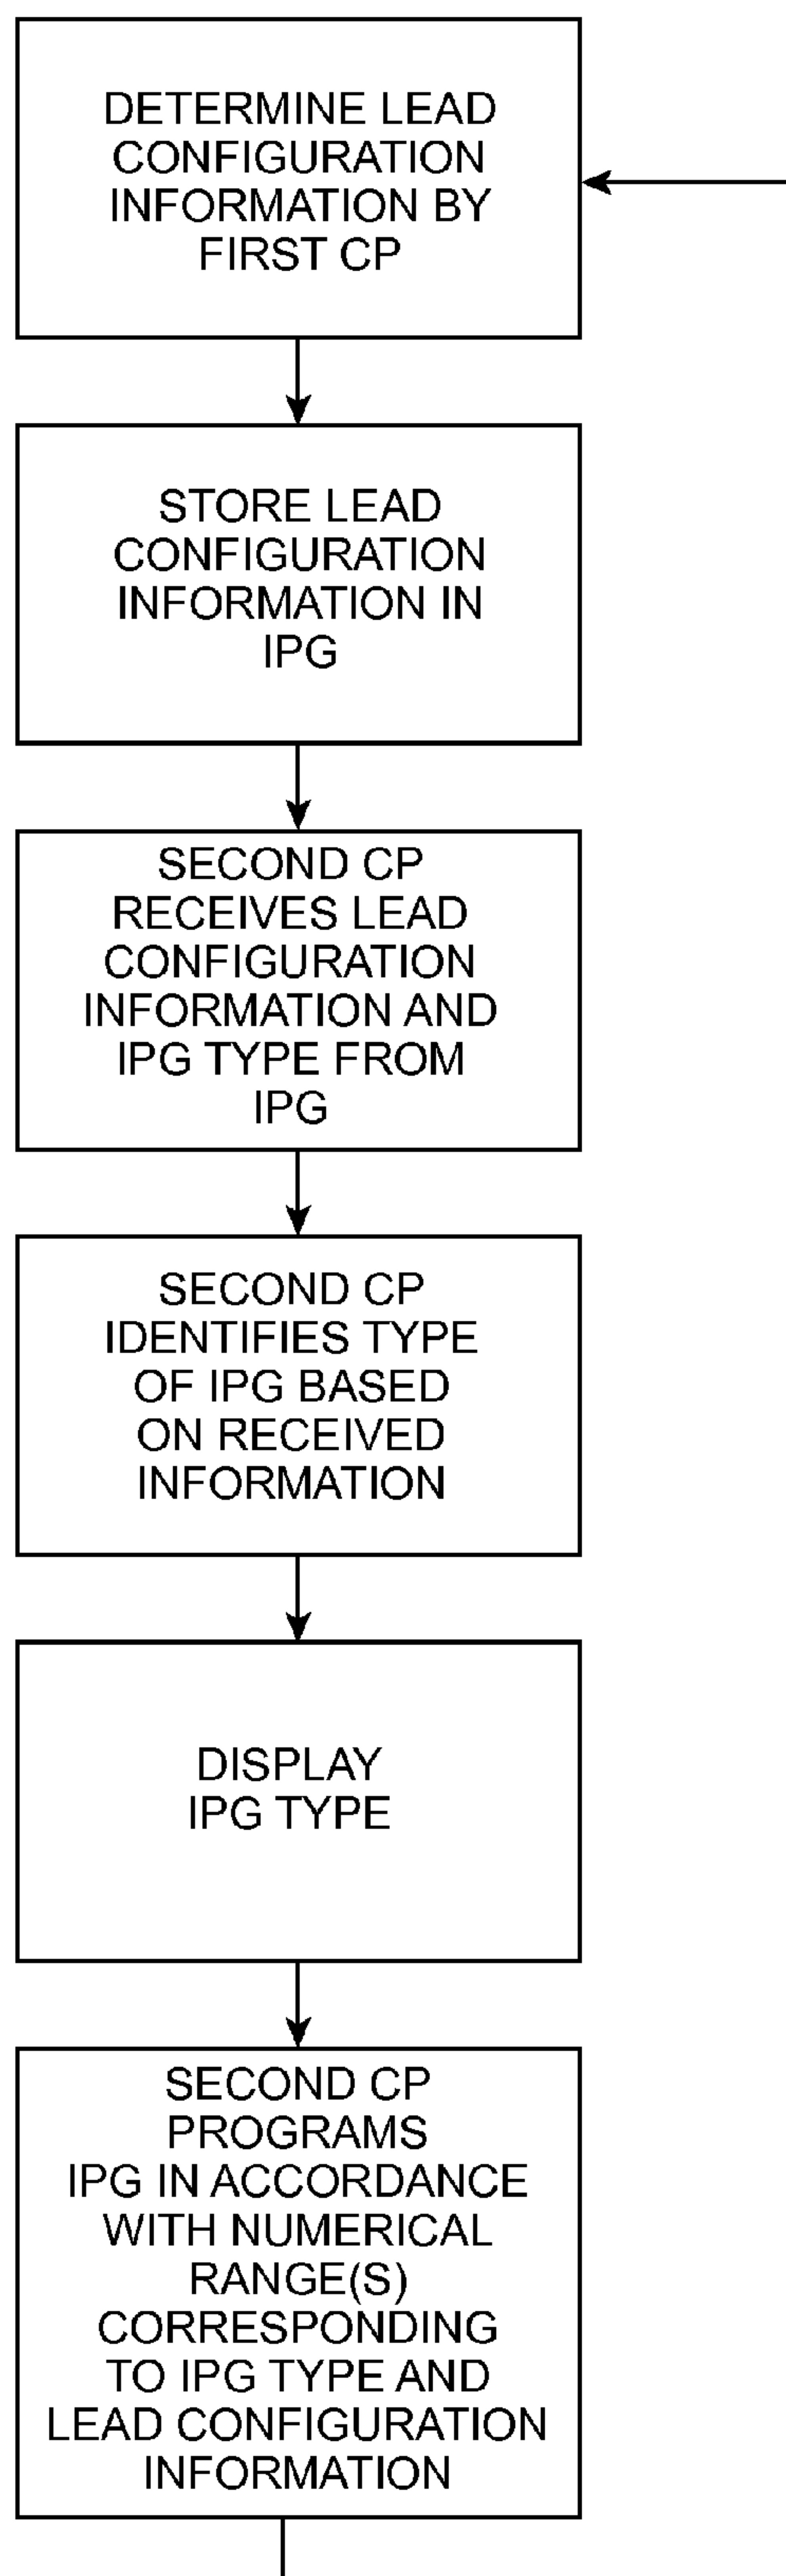 DETERMINE LEAD
CONFIGURATION
INFORMATION BY
FIRST CP
STORE LEAD
CONFIGURATION
INFORMATION IN
IPG
SECOND CP
RECEIVES LEAD
CONFIGURATION
INFORMATION AND
IPG TYPE FROM
IPG
SECOND CP
IDENTIFIES TYPE
OF IPG BASED
ON RECEIVED
INFORMATION
DISPLAY
IPG TYPE
SECOND CP
PROGRAMS
IPG IN ACCORDANCE
WITH NUMERICAL
RANGE(S)
CORRESPONDING
TO IPG TYPE AND
LEAD CONFIGURATION
INFORMATION